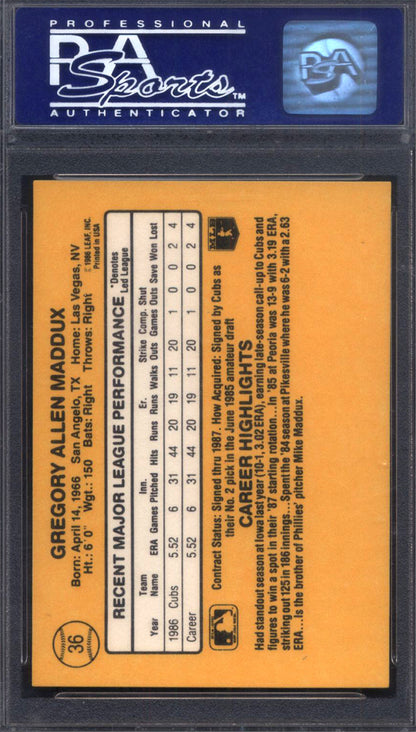 PROFESSIONAL
PSA
Sports™
AUTHENTICATOR
PSA
36
GREGORY ALLEN MADDUX
© 1986 LEAF, INC.
Printed in USA
Born: April 14, 1966 San Angelo, TX Home: Las Vegas, NV
Ht.: 6'0" Wgt.: 150 Bats: Right Throws: Right
RECENT MAJOR LEAGUE PERFORMANCE *Denotes
Led League
Team Inn. Er. Strike Comp. Shut
Year Name ERA Games Pitched Hits Runs Runs Walks Outs Games Outs Save Won Lost
1986 Cubs 5.52 6 31 44 20 19 11 20 1 0 0 2 4
Career 5.52 6 31 44 20 19 11 20 1 0 0 2 4
Contract Status: Signed thru 1987. How Acquired: Signed by Cubs as
their No. 2 pick in the June 1985 amateur draft
MLB
CAREER HIGHLIGHTS
Had standout season at Iowa last year (10-1, 3.02 ERA), earning late-season call-up to Cubs and
figures to win a spot in their '87 starting rotation...In '85 at Peoria was 13-9 with 3.19 ERA,
striking out 125 in 186 innings...Spent the '84 season at Pikesville where he was 6-2 with a 2.63
ERA...Is the brother of Phillies' pitcher Mike Maddux.